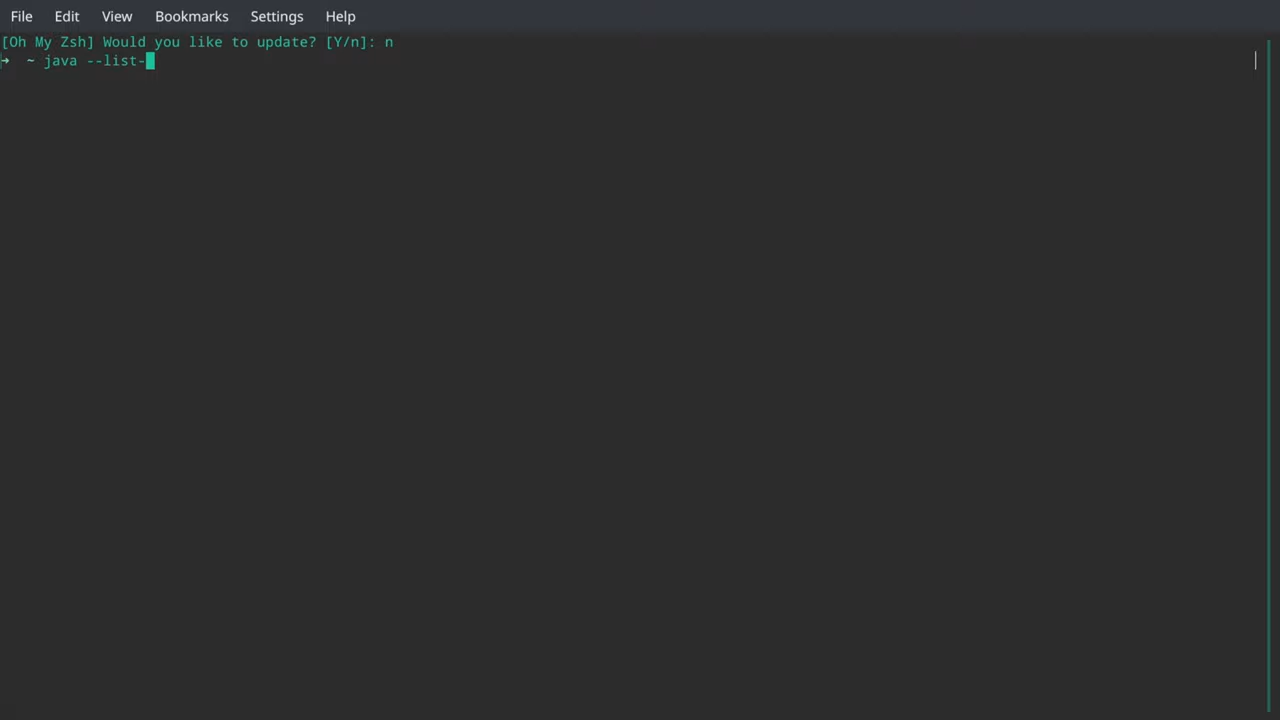 File Edit View Bookmarks Settings Help
[Oh My Zsh] Would you like to update? [Y/n]: n
➜ ~ java --list-